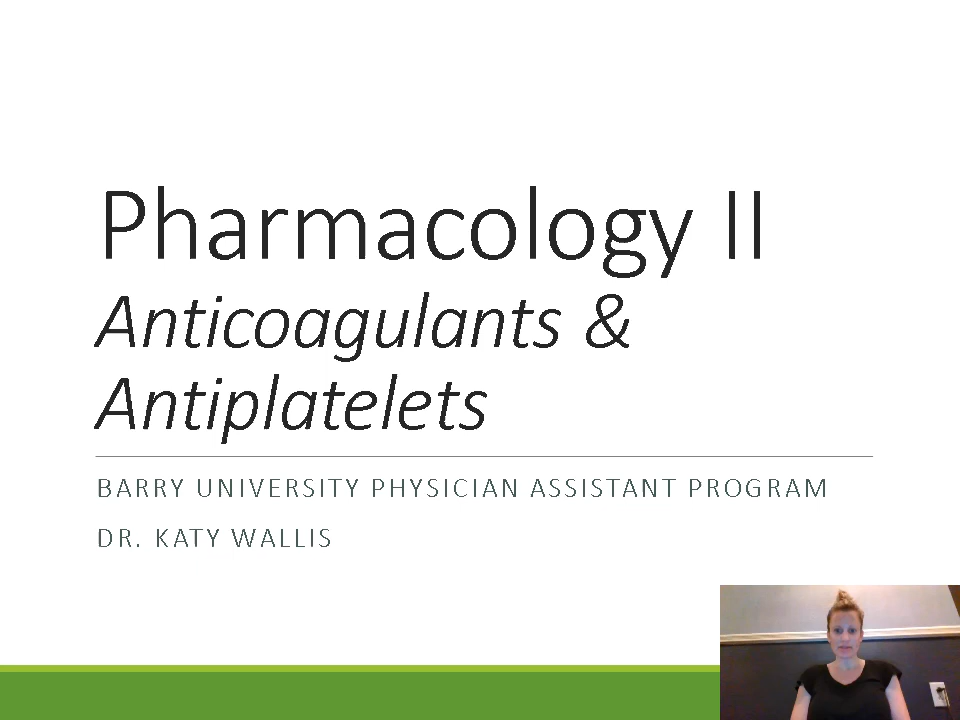 Pharmacology II
Anticoagulants &
Antiplatelets
BARRY UNIVERSITY PHYSICIAN ASSISTANT PROGRAM
DR. KATY WALLIS